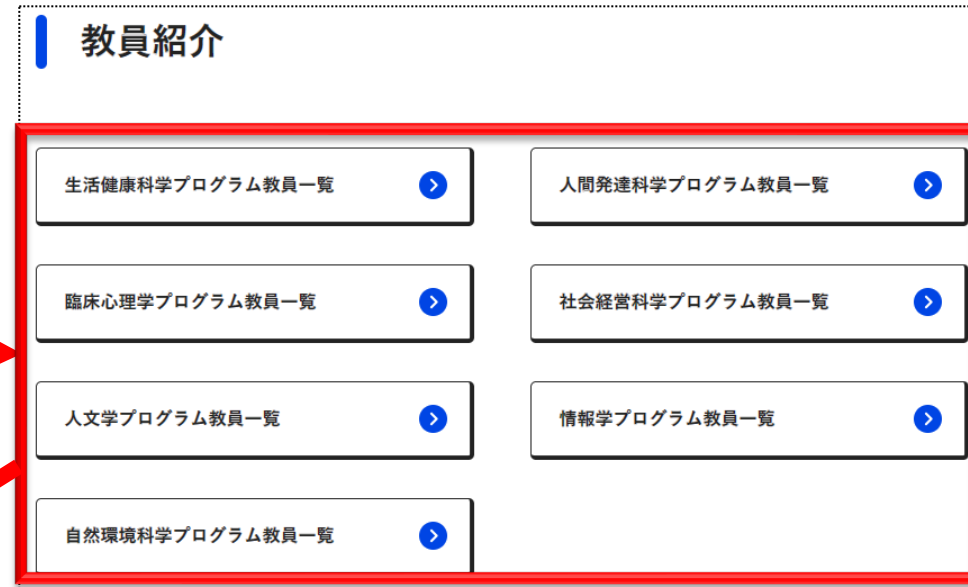 教員紹介
生活健康科学プログラム教員一覧
人間発達科学プログラム教員一覧
臨床心理学プログラム教員一覧
社会経営科学プログラム教員一覧
人文学プログラム教員一覧
情報学プログラム教員一覧
自然環境科学プログラム教員一覧